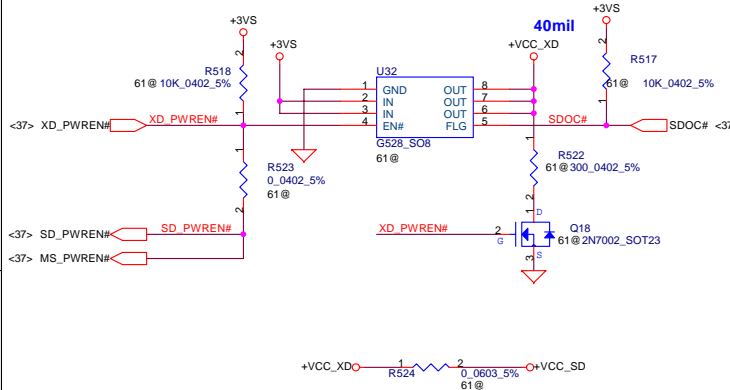 +3VS
+3VS
40mil
+VCC_XD
+3VS
2
R518
61@ 10K_0402_5%
1
U32
1 GND OUT 8
2 IN OUT 7
3 IN OUT 6
4 EN# FLG 5
G528_SO8
61@
2
R517
61@ 10K_0402_5%
1
<37> XD_PWREN# XD_PWREN#
SDOC# SDOC#
1
R523
0_0402_5%
61@
2
1
R522
61@ 300_0402_5%
2
<37> SD_PWREN# SD_PWREN#
<37> MS_PWREN#
XD_PWREN# 2
G
1 D
Q18
61@ 2N7002_SOT23
3 S
+VCC_XD 1 2 +VCC_SD
R524 0_0603_5%
61@